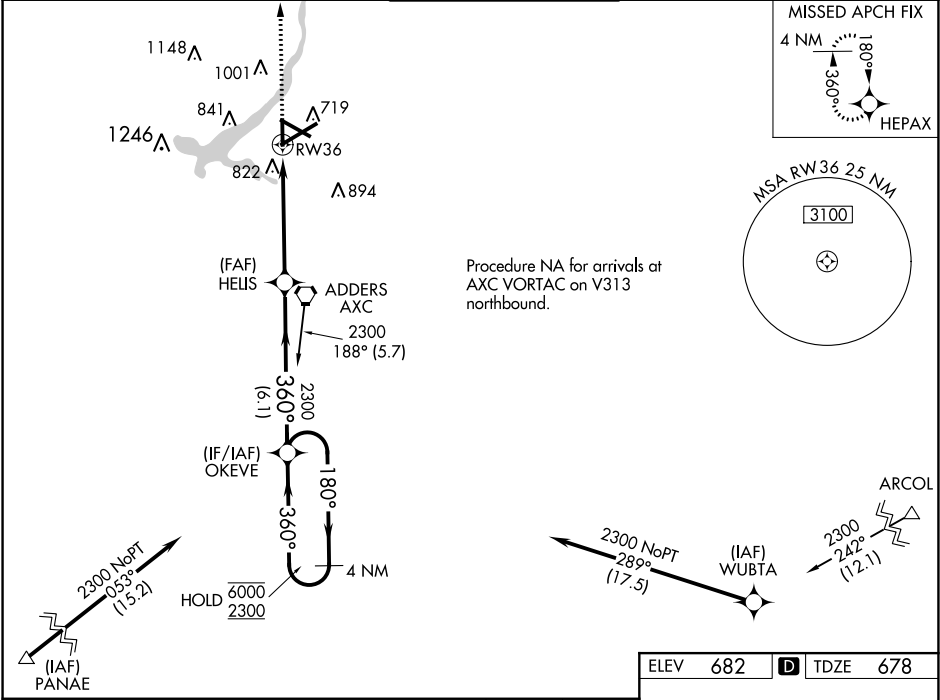 MISSED APCH FIX
4 NM
180°
360°
HEPAX
1148
1001
841
719
1246
RW36
822
894
MSA RW36 25 NM
3100
(FAF)
HELIS
ADDERS
AXC
2300
188° (5.7)
Procedure NA for arrivals at
AXC VORTAC on V313
northbound.
2300
360°
(6.1)
(IF/IAF)
OKEVE
180°
360°
4 NM
HOLD 6000
2300
2300 NoPT
053°
(15.2)
(IAF)
PANAE
2300 NoPT
289°
(17.5)
(IAF)
WUBTA
ARCOL
2300
242°
(12.1)
ELEV 682 D TDZE 678